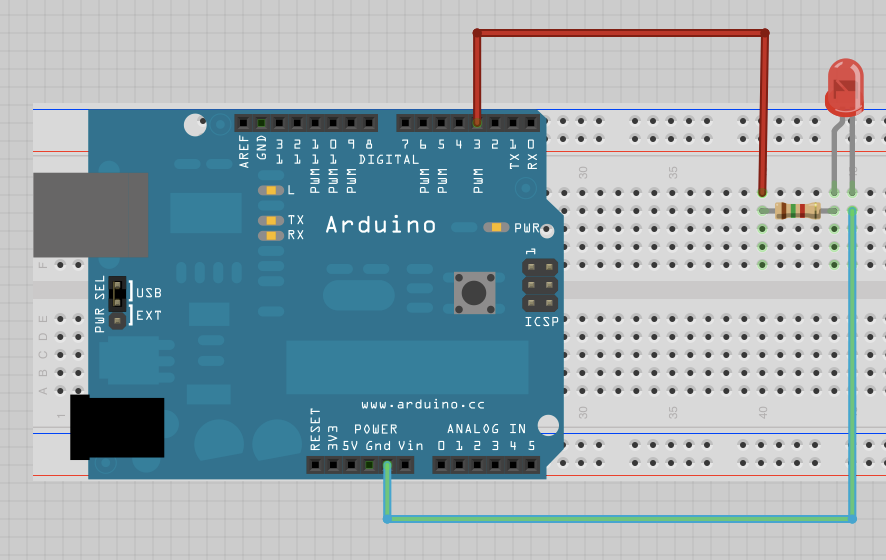 AREF
GND
13
12
PWM 11
PWM 10
PWM 9
8
7
PWM 6
PWM 5
4
PWM 3
2
TX 1
RX 0
DIGITAL
30
35
L
TX
RX
Arduino
PWR
1
F
PWR SEL
USB
EXT
ICSP
E
D
C
B
A
www.arduino.cc
1
30
35
40
RESET
3V3
POWER
5V Gnd Vin
ANALOG IN
0 1 2 3 4 5